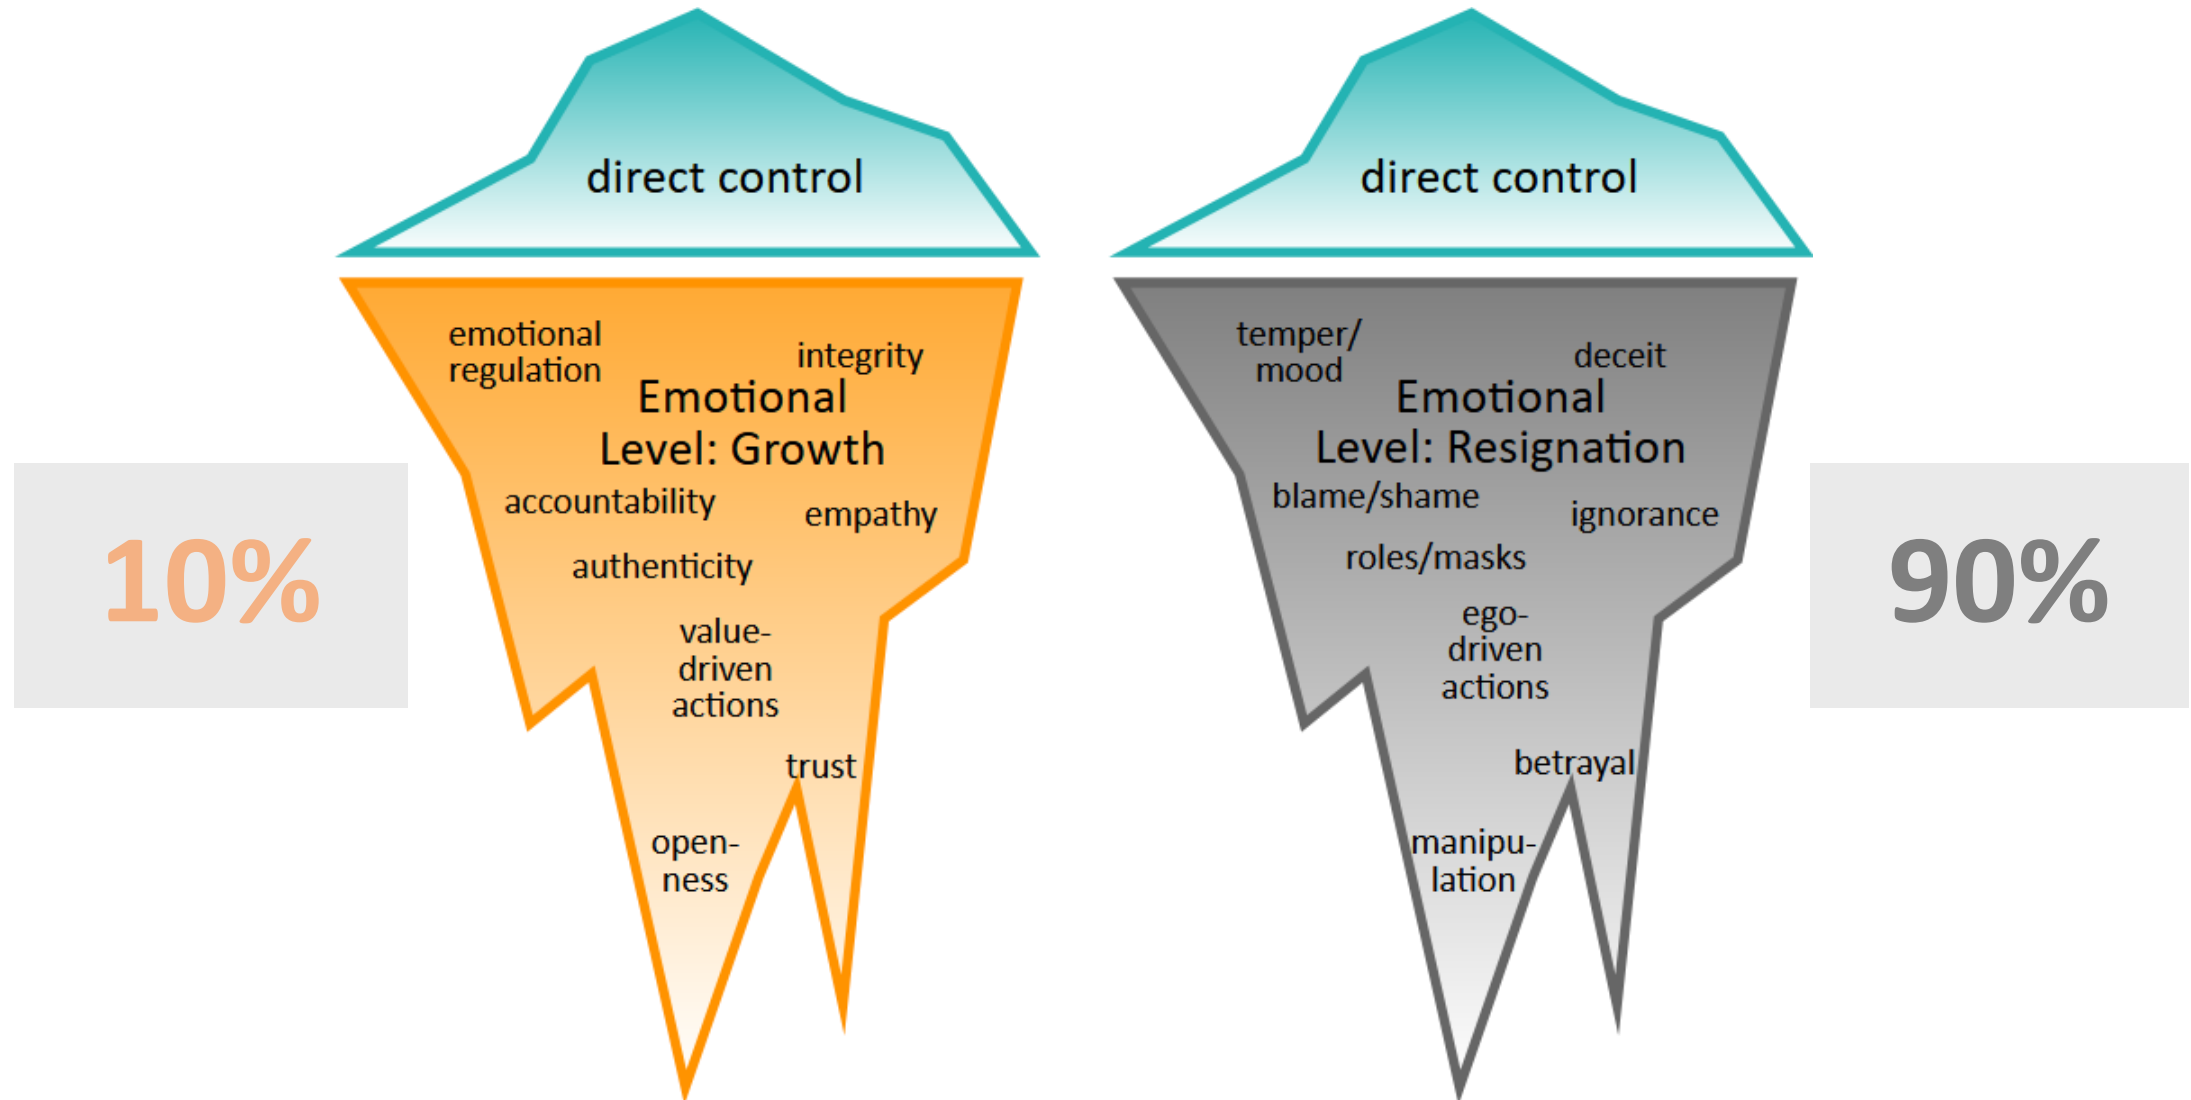 direct control
emotional
regulation
integrity
Emotional
Level: Growth
accountability
empathy
authenticity
value-
driven
actions
trust
open-
ness
10%
direct control
temper/
mood
deceit
Emotional
Level: Resignation
blame/shame
ignorance
roles/masks
ego-
driven
actions
betrayal
manipu-
lation
90%